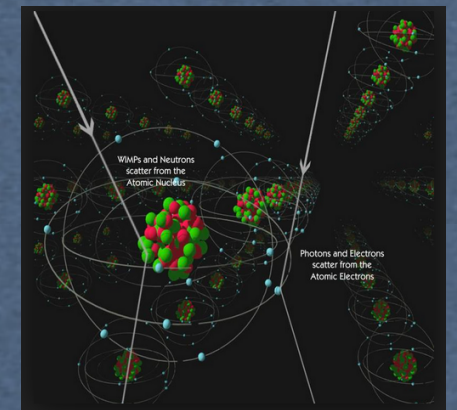 WIMPs and Neutrons
scatter from the
Atomic Nucleus
Photons and Electrons
scatter from the
Atomic Electrons